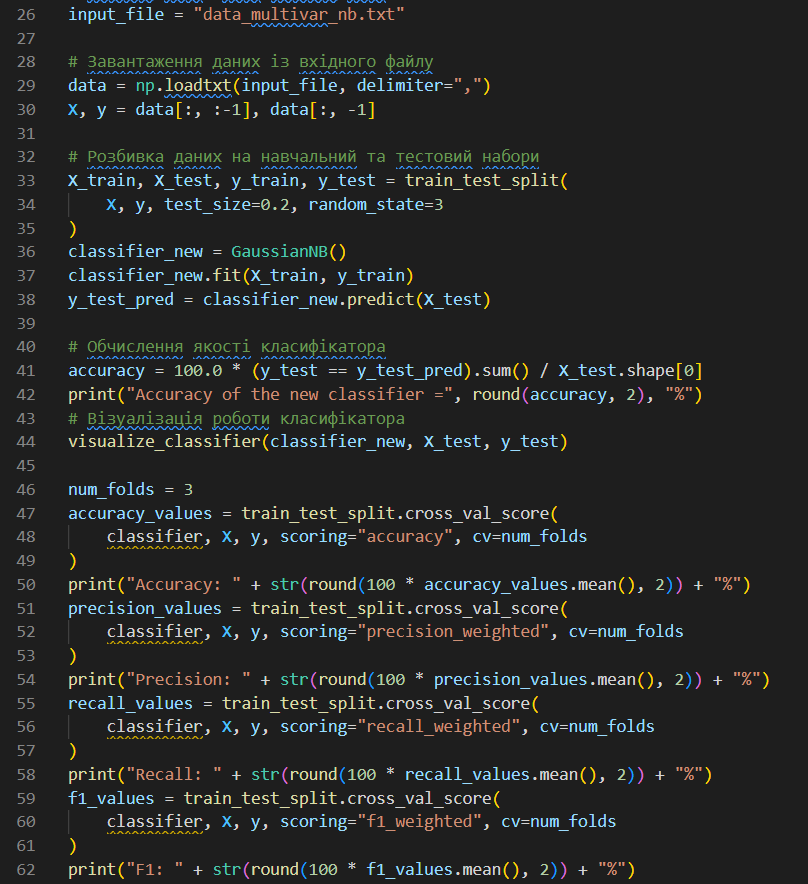 26 input_file = "data_multivar_nb.txt"
27
28 # Завантаження даних із вхідного файлу
29 data = np.loadtxt(input_file, delimiter=",")
30 X, y = data[:, :-1], data[:, -1]
31
32 # Розбивка даних на навчальний та тестовий набори
33 X_train, X_test, y_train, y_test = train_test_split(
34     X, y, test_size=0.2, random_state=3
35 )
36 classifier_new = GaussianNB()
37 classifier_new.fit(X_train, y_train)
38 y_test_pred = classifier_new.predict(X_test)
39
40 # Обчислення якості класифікатора
41 accuracy = 100.0 * (y_test == y_test_pred).sum() / X_test.shape[0]
42 print("Accuracy of the new classifier =", round(accuracy, 2), "%")
43 # Візуалізація роботи класифікатора
44 visualize_classifier(classifier_new, X_test, y_test)
45
46 num_folds = 3
47 accuracy_values = train_test_split.cross_val_score(
48     classifier, X, y, scoring="accuracy", cv=num_folds
49 )
50 print("Accuracy: " + str(round(100 * accuracy_values.mean(), 2)) + "%")
51 precision_values = train_test_split.cross_val_score(
52     classifier, X, y, scoring="precision_weighted", cv=num_folds
53 )
54 print("Precision: " + str(round(100 * precision_values.mean(), 2)) + "%")
55 recall_values = train_test_split.cross_val_score(
56     classifier, X, y, scoring="recall_weighted", cv=num_folds
57 )
58 print("Recall: " + str(round(100 * recall_values.mean(), 2)) + "%")
59 f1_values = train_test_split.cross_val_score(
60     classifier, X, y, scoring="f1_weighted", cv=num_folds
61 )
62 print("F1: " + str(round(100 * f1_values.mean(), 2)) + "%")